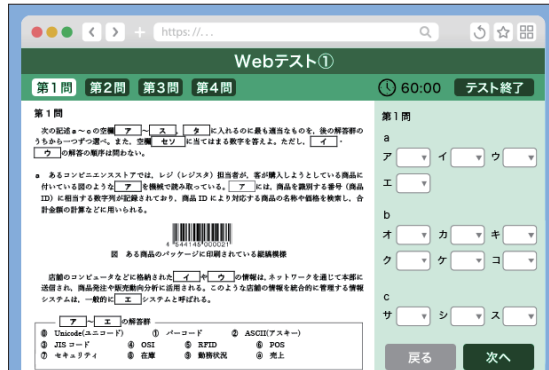 https://...
Webテスト①
第1問 第2問 第3問 第4問 60:00 テスト終了
第1問
次の記述a～cの空欄 ア ～ ス , タ に入れるのに最も適当なものを，後の解答群の
うちから一つずつ選べ。また，空欄 セソ に当てはまる数字を答えよ。ただし， イ ・
ウ の解答の順序は問わない。
a あるコンビニエンスストアでは，レジ（レジスタ）担当者が，客が購入しようとしている商品に
付いている図のような ア を機械で読み取っている。 ア には，商品を識別する番号（商品
ID）に相当する数字列が記録されており，商品IDにより対応する商品の名称や価格を検索し，合
計金額の計算などに用いられる。
4 544145 000021
図 ある商品のパッケージに印刷されている縦縞模様
店舗のコンピュータなどに格納された イ や ウ の情報は，ネットワークを通じて本部に
送信され，商品発注や販売動向分析に活用される。このような店舗の情報を統合的に管理する情報
システムは，一般的に エ システムと呼ばれる。
ア ～ エ の解答群
⓪ Unicode(ユニコード) ① バーコード ② ASCII(アスキー)
③ JISコード ④ OSI ⑤ RFID ⑥ POS
⑦ セキュリティ ⑧ 在庫 ⑨ 勤務状況 ⓐ 売上
第1問
a
ア イ ウ
エ
b
オ カ キ
ク ケ コ
c
サ シ ス
戻る 次へ